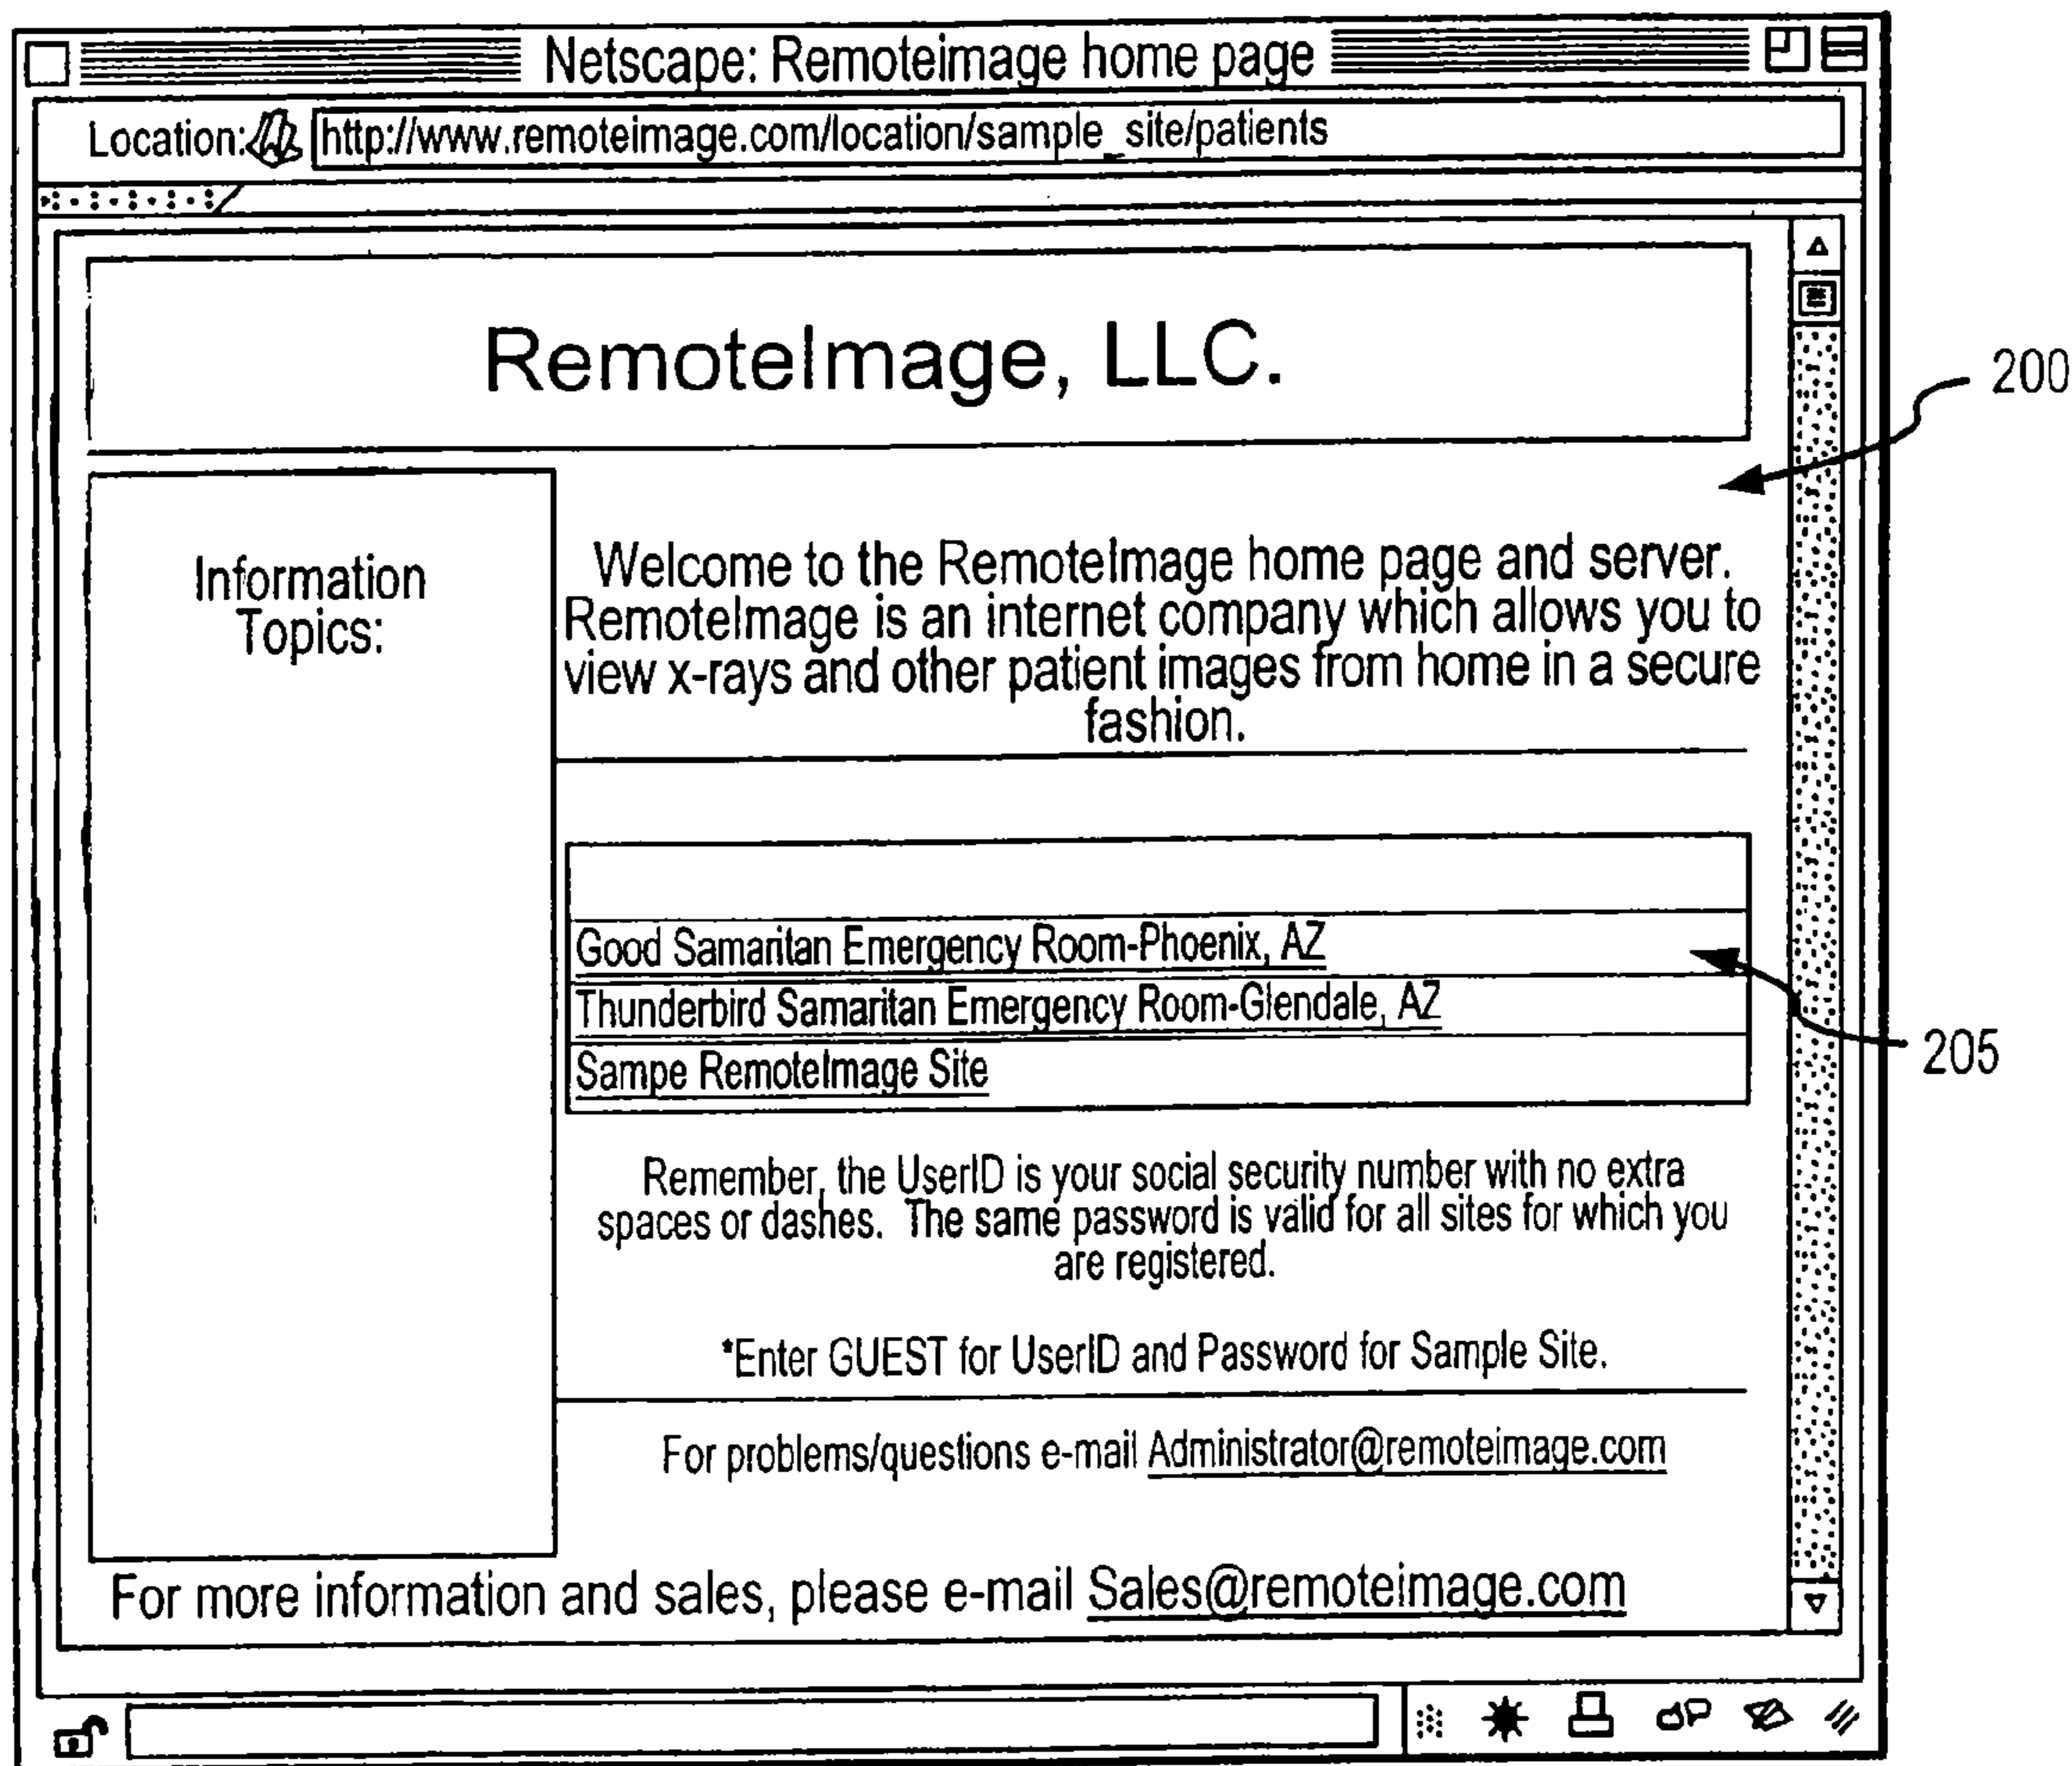 Netscape: Remoteimage home page
Location: http://www.remoteimage.com/location/sample_site/patients
RemoteImage, LLC.
200
Information
Topics:
Welcome to the RemoteImage home page and server.
RemoteImage is an internet company which allows you to
view x-rays and other patient images from home in a secure
fashion.
Good Samaritan Emergency Room-Phoenix, AZ
Thunderbird Samaritan Emergency Room-Glendale, AZ
Sampe RemoteImage Site
205
Remember, the UserID is your social security number with no extra
spaces or dashes. The same password is valid for all sites for which you
are registered.
*Enter GUEST for UserID and Password for Sample Site.
For problems/questions e-mail Administrator@remoteimage.com
For more information and sales, please e-mail Sales@remoteimage.com